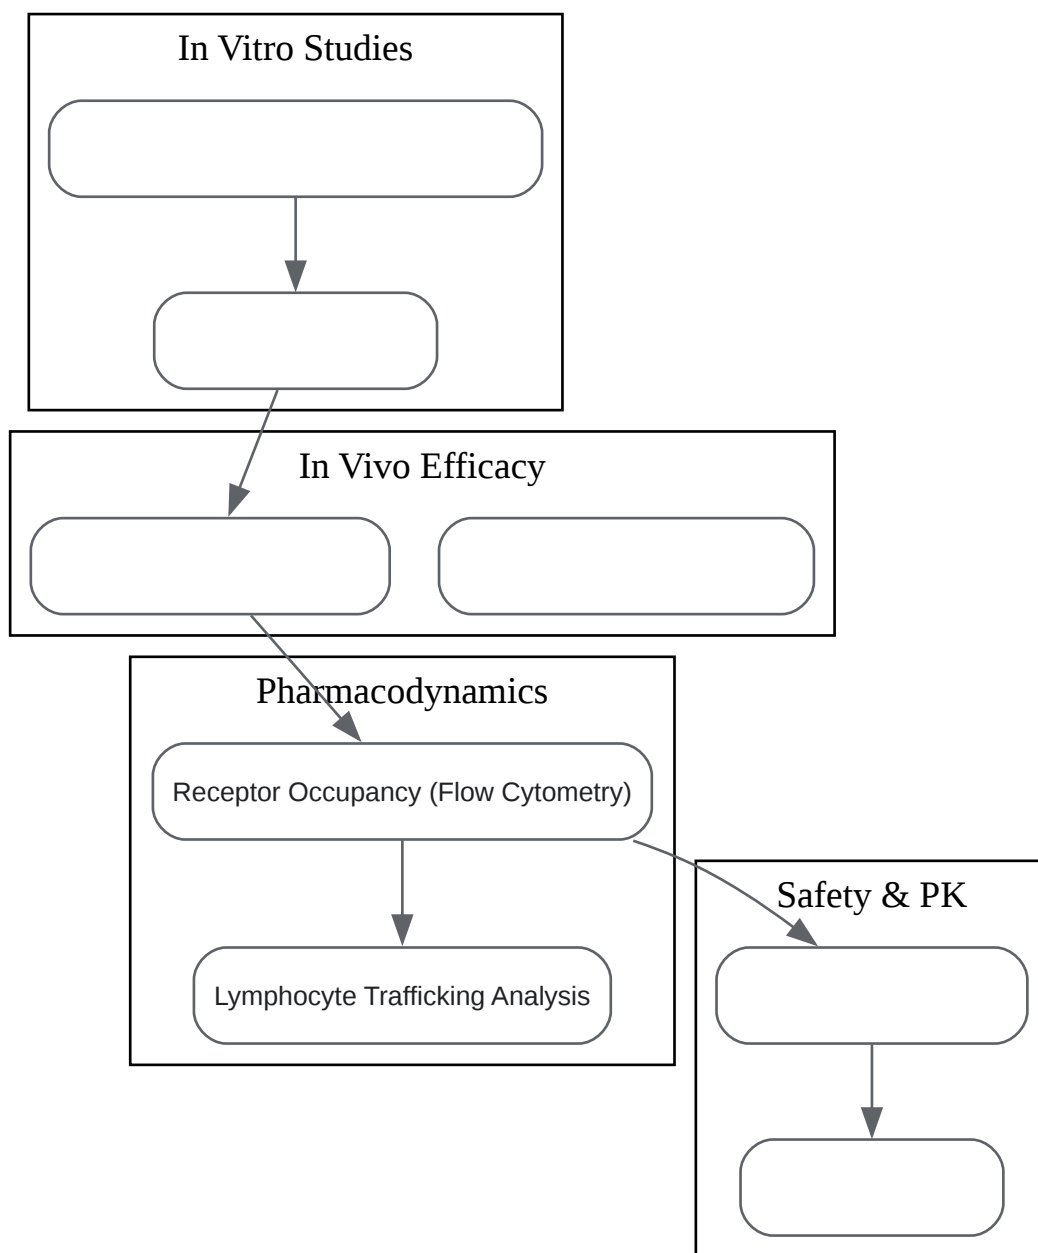 In Vitro Studies
In Vivo Efficacy
Pharmacodynamics
Receptor Occupancy (Flow Cytometry)
Safety & PK
Lymphocyte Trafficking Analysis